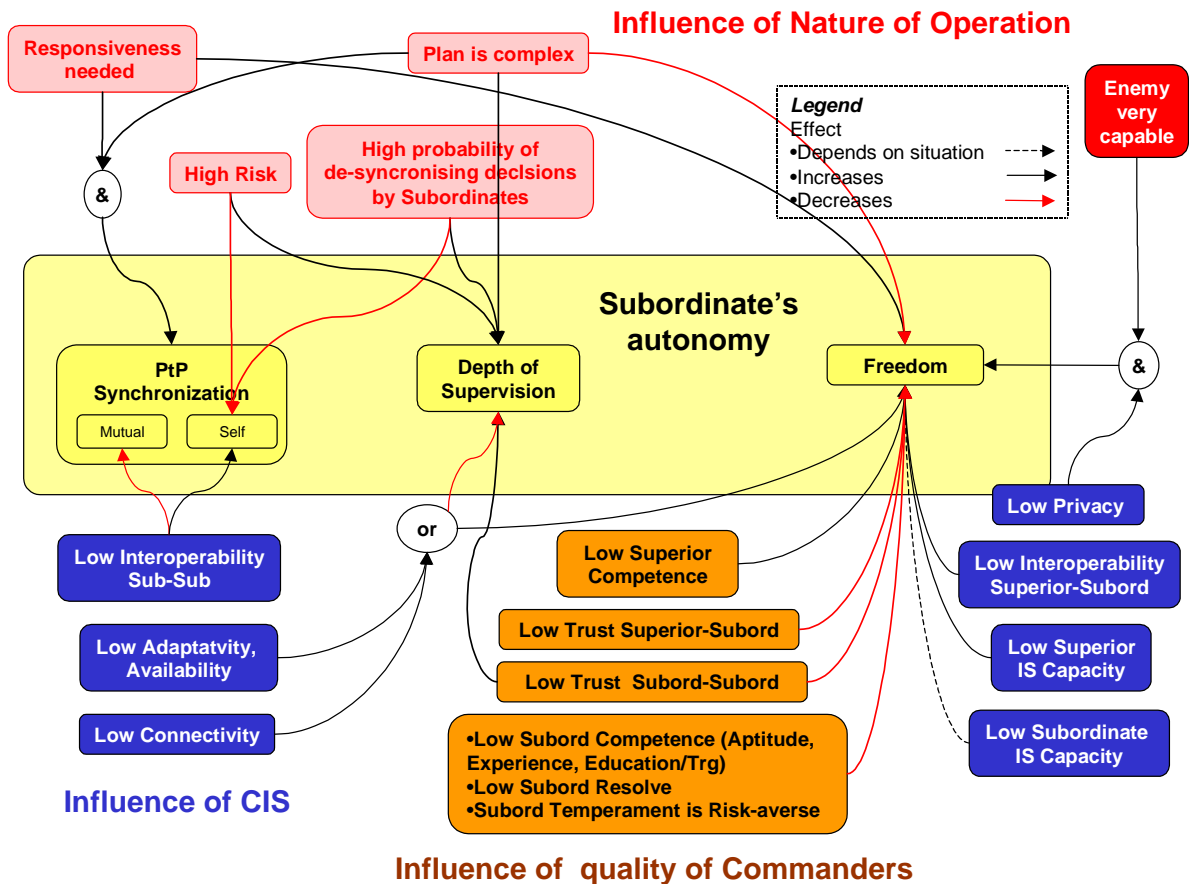 Influence of Nature of Operation
Responsiveness
needed
Plan is complex
Enemy
very
capable
Legend
Effect
•Depends on situation
•Increases
•Decreases
High probability of
de-syncronising decIsions
by Subordinates
High Risk
&
Subordinate's
autonomy
PtP
Synchronization
Mutual
Self
Depth of
Supervision
Freedom
&
Low Privacy
or
Low Interoperability
Sub-Sub
Low Superior
Competence
Low Interoperability
Superior-Subord
Low Trust Superior-Subord
Low Adaptatvity,
Availability
Low Superior
IS Capacity
Low Trust  Subord-Subord
Low Connectivity
Low Subordinate
IS Capacity
•Low Subord Competence (Aptitude,
Experience, Education/Trg)
•Low Subord Resolve
•Subord Temperament is Risk-averse
Influence of CIS
Influence of  quality of Commanders